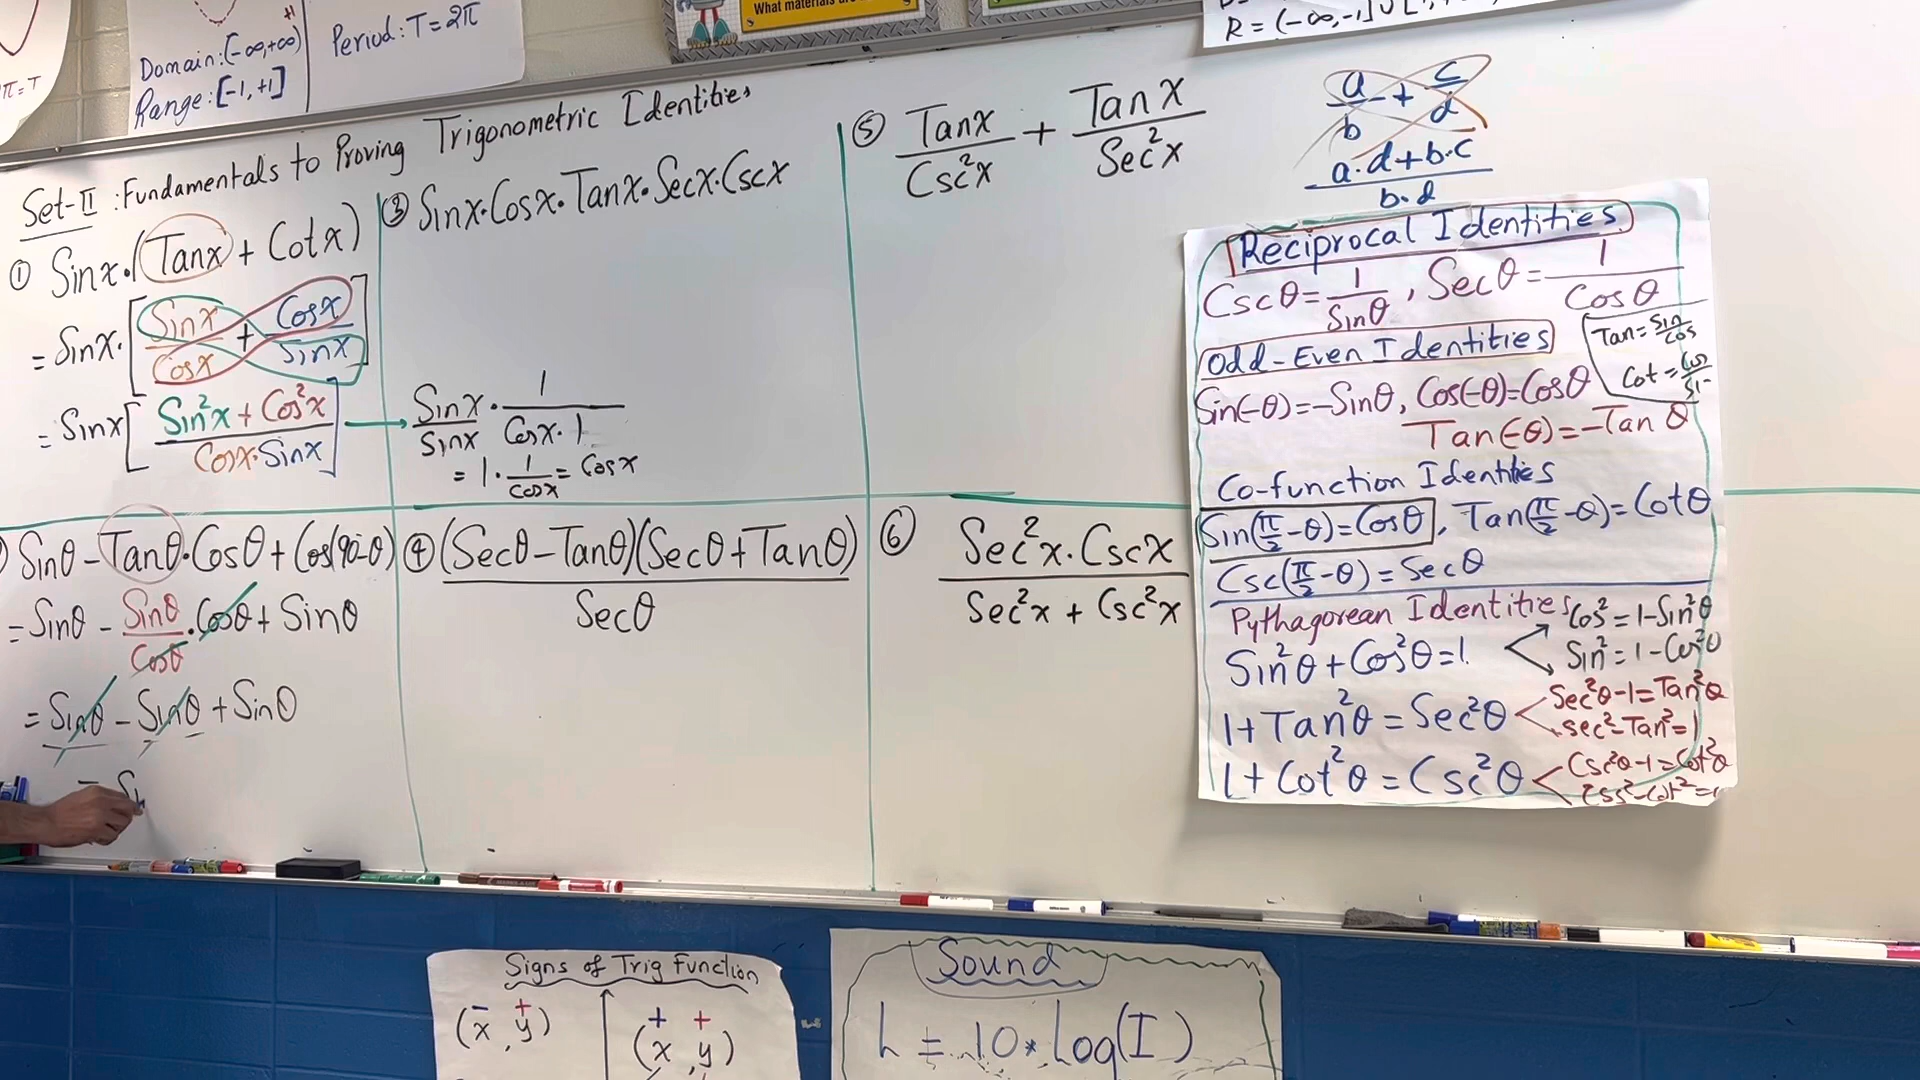 π=T
Domain:(-∞,+∞)
Range:[-1,+1]
+1
Period:T=2π
What materials
R=(-∞,-1]U[
Set-II : Fundamentals to Proving Trigonometric Identities
① Sinx·(Tanx + Cotx)
= Sinx·[Sinx/Cosx + Cosx/Sinx]
= Sinx[Sin²x + Cos²x / Cosx·Sinx] →
Sinx/Sinx · 1/Cosx·1
= 1·1/cosx = Cosx
Sinθ - Tanθ·Cosθ + Cos(90-θ)
= Sinθ - Sinθ/Cosθ·Cosθ + Sinθ
= Sinθ - Sinθ + Sinθ
= Sin
③ Sinx·Cosx·Tanx·Secx·Cscx
④ (Secθ-Tanθ)(Secθ+Tanθ)
Secθ
⑤ Tanx/Csc²x + Tanx/Sec²x
⑥ Sec²x·Cscx
Sec²x + Csc²x
a/b + c/d
a·d+b·c
b·d
Reciprocal Identities
Cscθ=1/Sinθ, Secθ=1/Cosθ
Tan=Sin/Cos
Odd-Even Identities
Sin(-θ)=-Sinθ, Cos(-θ)=Cosθ
Tan(-θ)=-Tanθ
Co-function Identities
Sin(π/2-θ)=Cosθ, Tan(π/2-θ)=Cotθ
Csc(π/2-θ)=Secθ
Pythagorean Identities
Sin²θ+Cos²θ=1
Cos²=1-Sin²θ
Sin²=1-Cos²θ
1+Tan²θ=Sec²θ
Sec²θ-1=Tan²θ
sec²-Tan²=1
1+Cot²θ=Csc²θ
Csc²θ-1=Cot²θ
Signs of Trig Function
(x̄, y⁺)
+ +
(x, y)
Sound
L = 10 * Log(I)